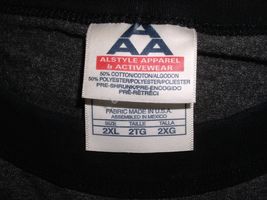 AAA
ALSTYLE APPAREL
& ACTIVEWEAR
50% COTTON/COTON/ALGODON
50% POLYESTER/POLYESTER/POLIESTER
PRE-SHRUNK/PRE-ENCOGIDO
PRÉ-RÉTRÉCI
FABRIC MADE IN U.S.A.
ASSEMBLED IN MEXICO
SIZE TAILLE TALLA
2XL 2TG 2XG